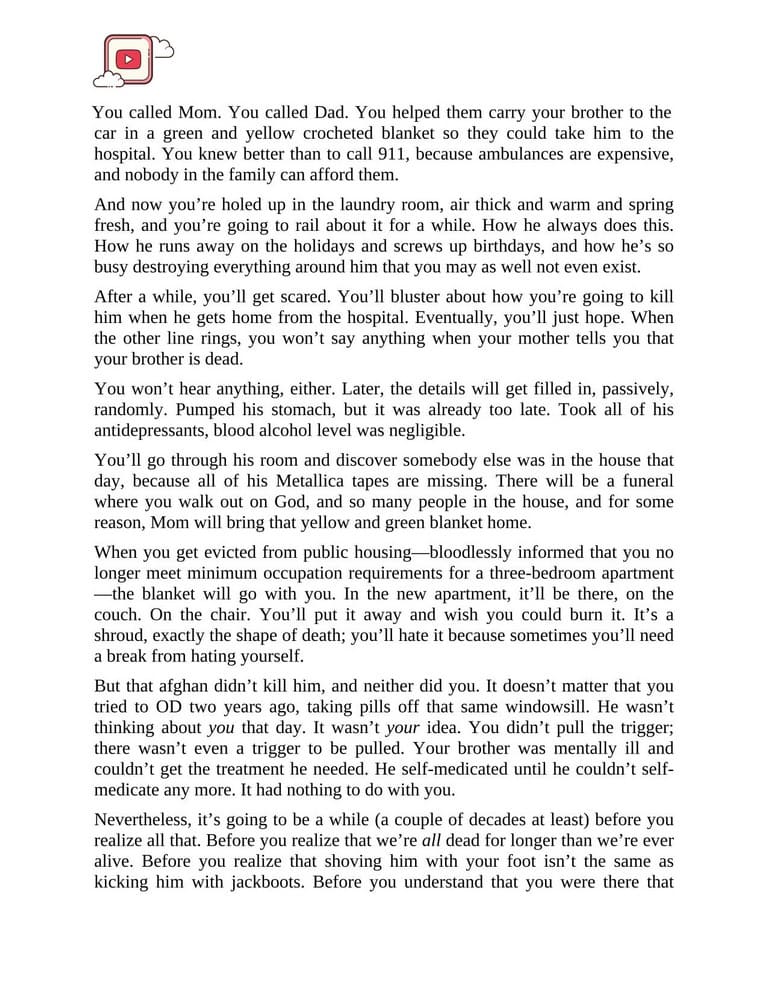 You called Mom. You called Dad. You helped them carry your brother to the
car in a green and yellow crocheted blanket so they could take him to the
hospital. You knew better than to call 911, because ambulances are expensive,
and nobody in the family can afford them.
And now you’re holed up in the laundry room, air thick and warm and spring
fresh, and you’re going to rail about it for a while. How he always does this.
How he runs away on the holidays and screws up birthdays, and how he’s so
busy destroying everything around him that you may as well not even exist.
After a while, you’ll get scared. You’ll bluster about how you’re going to kill
him when he gets home from the hospital. Eventually, you’ll just hope. When
the other line rings, you won’t say anything when your mother tells you that
your brother is dead.
You won’t hear anything, either. Later, the details will get filled in, passively,
randomly. Pumped his stomach, but it was already too late. Took all of his
antidepressants, blood alcohol level was negligible.
You’ll go through his room and discover somebody else was in the house that
day, because all of his Metallica tapes are missing. There will be a funeral
where you walk out on God, and so many people in the house, and for some
reason, Mom will bring that yellow and green blanket home.
When you get evicted from public housing—bloodlessly informed that you no
longer meet minimum occupation requirements for a three-bedroom apartment
—the blanket will go with you. In the new apartment, it’ll be there, on the
couch. On the chair. You’ll put it away and wish you could burn it. It’s a
shroud, exactly the shape of death; you’ll hate it because sometimes you’ll need
a break from hating yourself.
But that afghan didn’t kill him, and neither did you. It doesn’t matter that you
tried to OD two years ago, taking pills off that same windowsill. He wasn’t
thinking about you that day. It wasn’t your idea. You didn’t pull the trigger;
there wasn’t even a trigger to be pulled. Your brother was mentally ill and
couldn’t get the treatment he needed. He self-medicated until he couldn’t self-
medicate any more. It had nothing to do with you.
Nevertheless, it’s going to be a while (a couple of decades at least) before you
realize all that. Before you realize that we’re all dead for longer than we’re ever
alive. Before you realize that shoving him with your foot isn’t the same as
kicking him with jackboots. Before you understand that you were there that